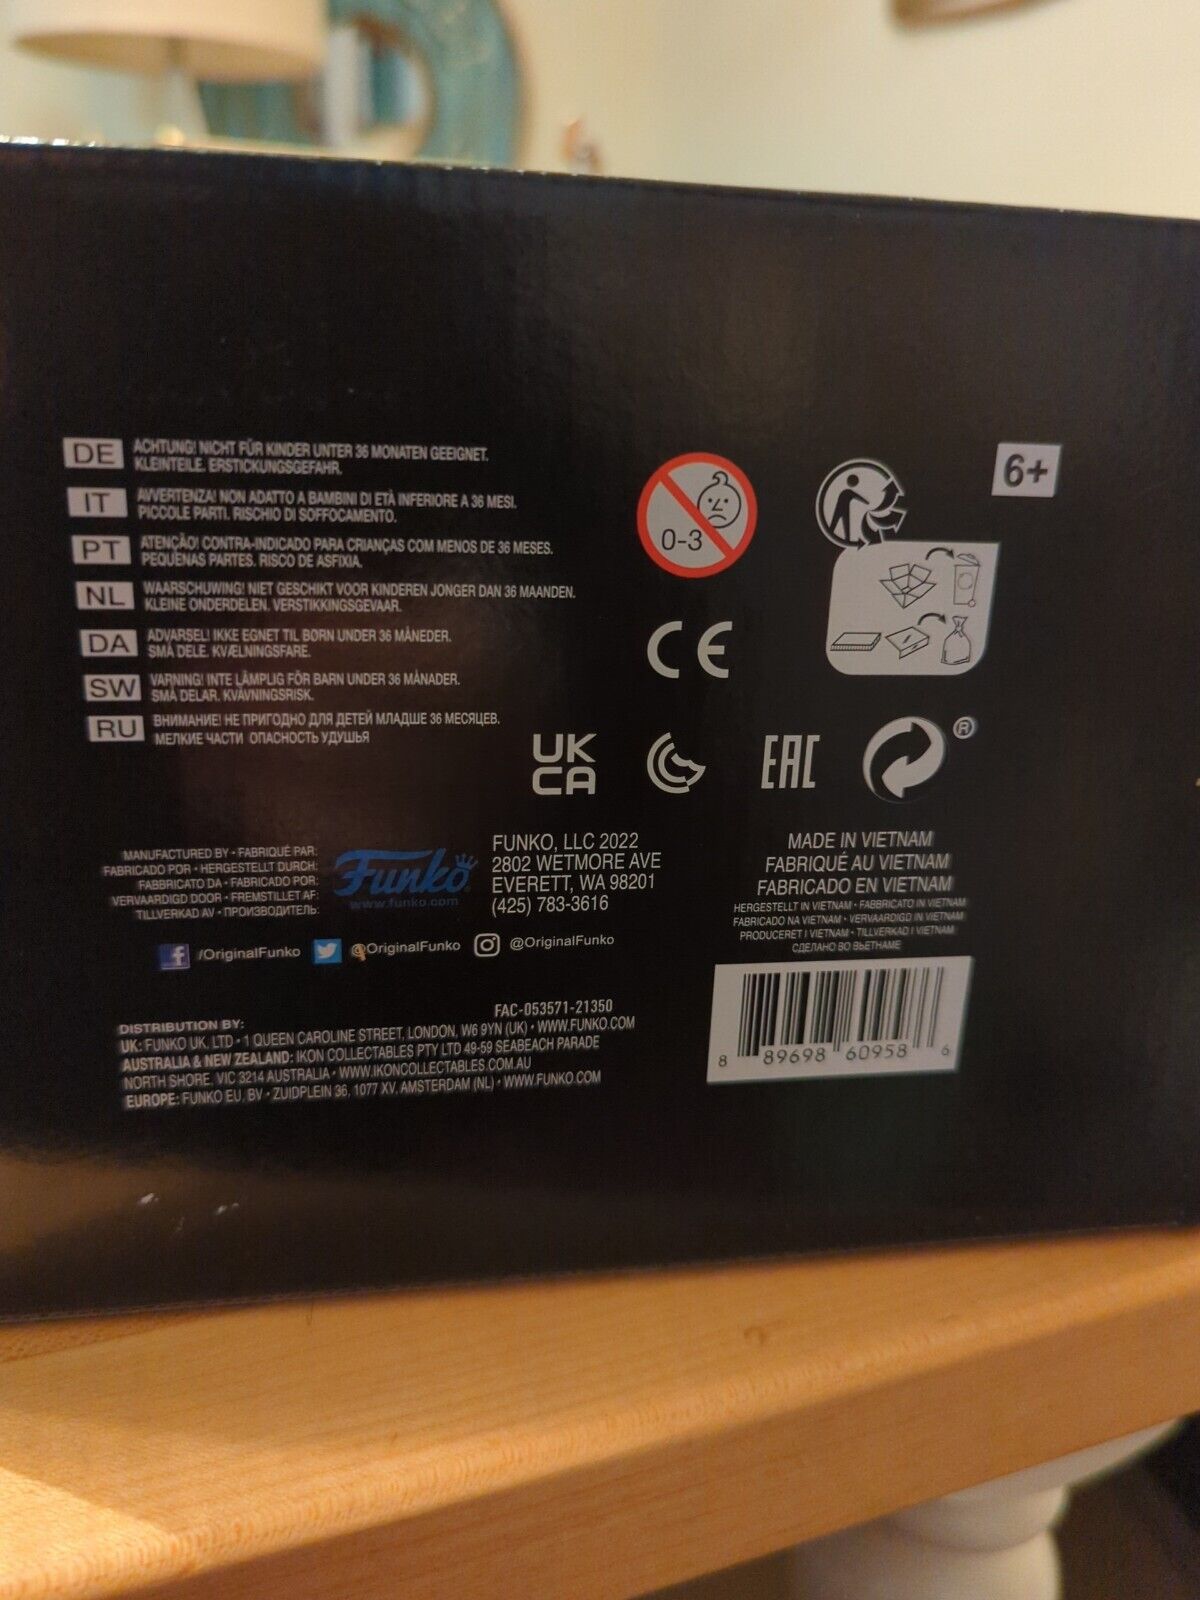 DE ACHTUNG! NICHT FÜR KINDER UNTER 36 MONATEN GEEIGNET.
KLEINTEILE. ERSTICKUNGSGEFAHR.
IT AVVERTENZA! NON ADATTO A BAMBINI DI ETÀ INFERIORE A 36 MESI.
PICCOLE PARTI. RISCHIO DI SOFFOCAMENTO.
PT ATENÇÃO! CONTRA-INDICADO PARA CRIANÇAS COM MENOS DE 36 MESES.
PEQUENAS PARTES. RISCO DE ASFIXIA.
NL WAARSCHUWING! NIET GESCHIKT VOOR KINDEREN JONGER DAN 36 MAANDEN.
KLEINE ONDERDELEN. VERSTIKKINGSGEVAAR.
DA ADVARSEL! IKKE EGNET TIL BØRN UNDER 36 MÅNEDER.
SMÅ DELE. KVÆLNINGSFARE.
SW VARNING! INTE LÄMPLIG FÖR BARN UNDER 36 MÅNADER.
SMÅ DELAR. KVÄVNINGSRISK.
RU ВНИМАНИЕ! НЕ ПРИГОДНО ДЛЯ ДЕТЕЙ МЛАДШЕ 36 МЕСЯЦЕВ.
МЕЛКИЕ ЧАСТИ ОПАСНОСТЬ УДУШЬЯ
0-3
6+
CE
UK
CA
EAC
®
MANUFACTURED BY • FABRIQUÉ PAR:
FABRICADO POR • HERGESTELLT DURCH:
FABBRICATO DA • FABRICADO POR:
VERVAARDIGD DOOR • FREMSTILLET AF:
TILLVERKAD AV • ПРОИЗВОДИТЕЛЬ:
Funko®
www.funko.com
FUNKO, LLC 2022
2802 WETMORE AVE
EVERETT, WA 98201
(425) 783-3616
MADE IN VIETNAM
FABRIQUÉ AU VIETNAM
FABRICADO EN VIETNAM
HERGESTELLT IN VIETNAM • FABBRICATO IN VIETNAM
FABRICADO NA VIETNAM • VERVAARDIGD IN VIETNAM
PRODUCERET I VIETNAM • TILLVERKAD I VIETNAM
СДЕЛАНО ВО ВЬЕТНАМЕ
f /OriginalFunko @OriginalFunko @OriginalFunko
FAC-053571-21350
DISTRIBUTION BY:
UK: FUNKO UK, LTD • 1 QUEEN CAROLINE STREET, LONDON, W6 9YN (UK) • WWW.FUNKO.COM
AUSTRALIA & NEW ZEALAND: IKON COLLECTABLES PTY LTD 49-59 SEABEACH PARADE
NORTH SHORE, VIC 3214 AUSTRALIA • WWW.IKONCOLLECTABLES.COM.AU
EUROPE: FUNKO EU, BV • ZUIDPLEIN 36, 1077 XV, AMSTERDAM (NL) • WWW.FUNKO.COM
8 89698 60958 6